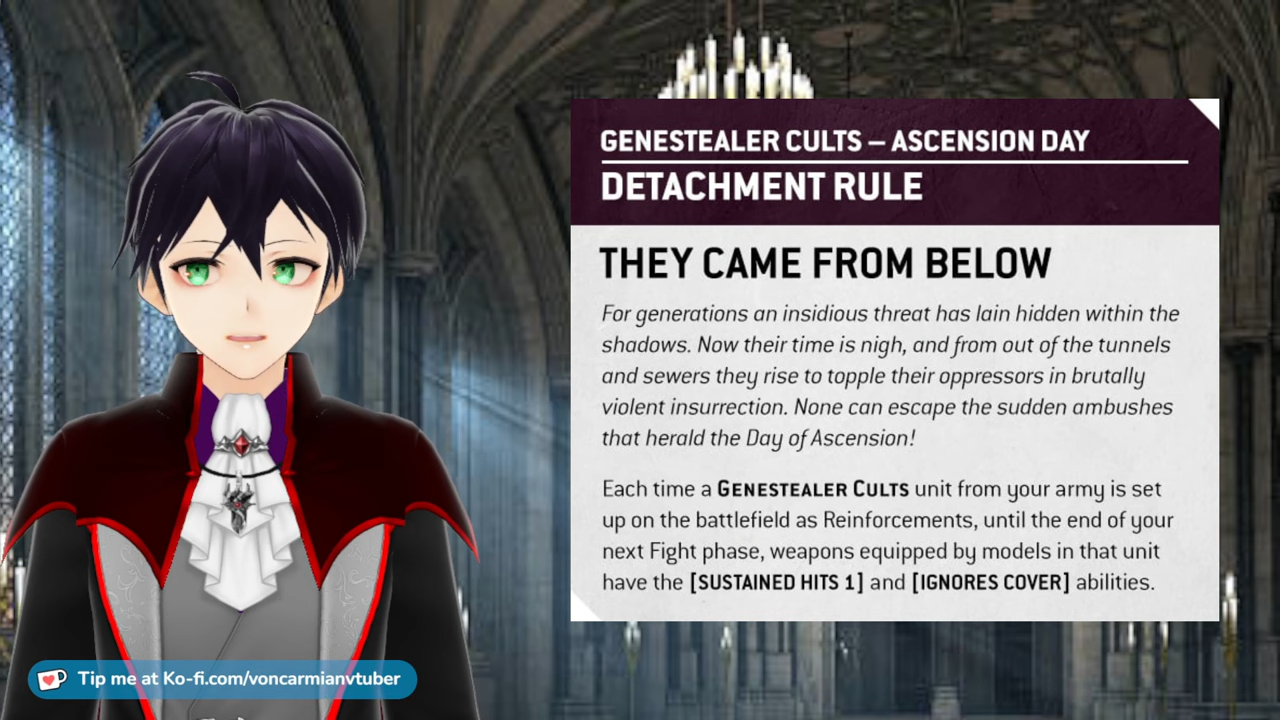 GENESTEALER CULTS – ASCENSION DAY
DETACHMENT RULE
THEY CAME FROM BELOW
For generations an insidious threat has lain hidden within the
shadows. Now their time is nigh, and from out of the tunnels
and sewers they rise to topple their oppressors in brutally
violent insurrection. None can escape the sudden ambushes
that herald the Day of Ascension!
Each time a GENESTEALER CULTS unit from your army is set
up on the battlefield as Reinforcements, until the end of your
next Fight phase, weapons equipped by models in that unit
have the [SUSTAINED HITS 1] and [IGNORES COVER] abilities.
Tip me at Ko-fi.com/voncarmianvtuber